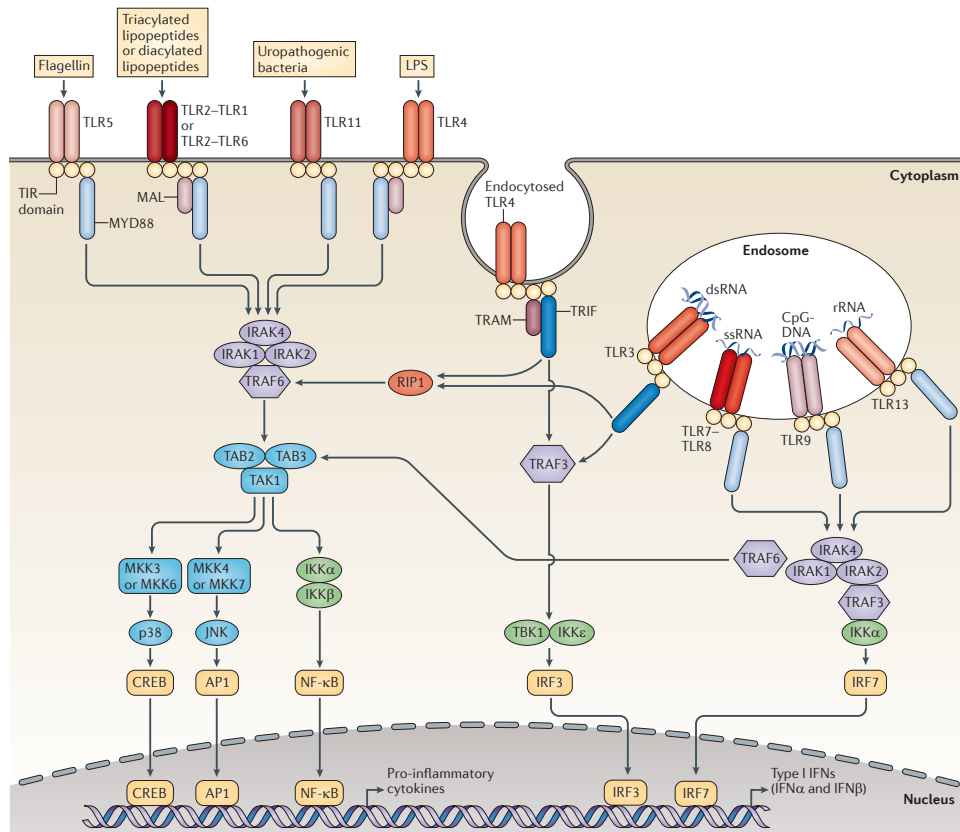 Triacylated
lipopeptides
or diacylated
lipopeptides
Flagellin
Uropathogenic
bacteria
LPS
TLR5
TLR2–TLR1
or
TLR2–TLR6
TLR11
TLR4
Cytoplasm
TIR
domain
MAL
MYD88
Endocytosed
TLR4
Endosome
dsRNA
ssRNA
CpG-
DNA
rRNA
TRAM
TRIF
TLR3
TLR7–
TLR8
TLR9
TLR13
IRAK4
IRAK1
IRAK2
TRAF6
RIP1
TAB2
TAB3
TAK1
TRAF3
MKK3
or MKK6
MKK4
or MKK7
IKKα
IKKβ
TRAF6
IRAK4
IRAK1
IRAK2
TRAF3
IKKα
p38
JNK
TBK1
IKKε
CREB
AP1
NF-κB
IRF3
IRF7
Pro-inflammatory
cytokines
Type I IFNs
(IFNα and IFNβ)
CREB
AP1
NF-κB
IRF3
IRF7
Nucleus